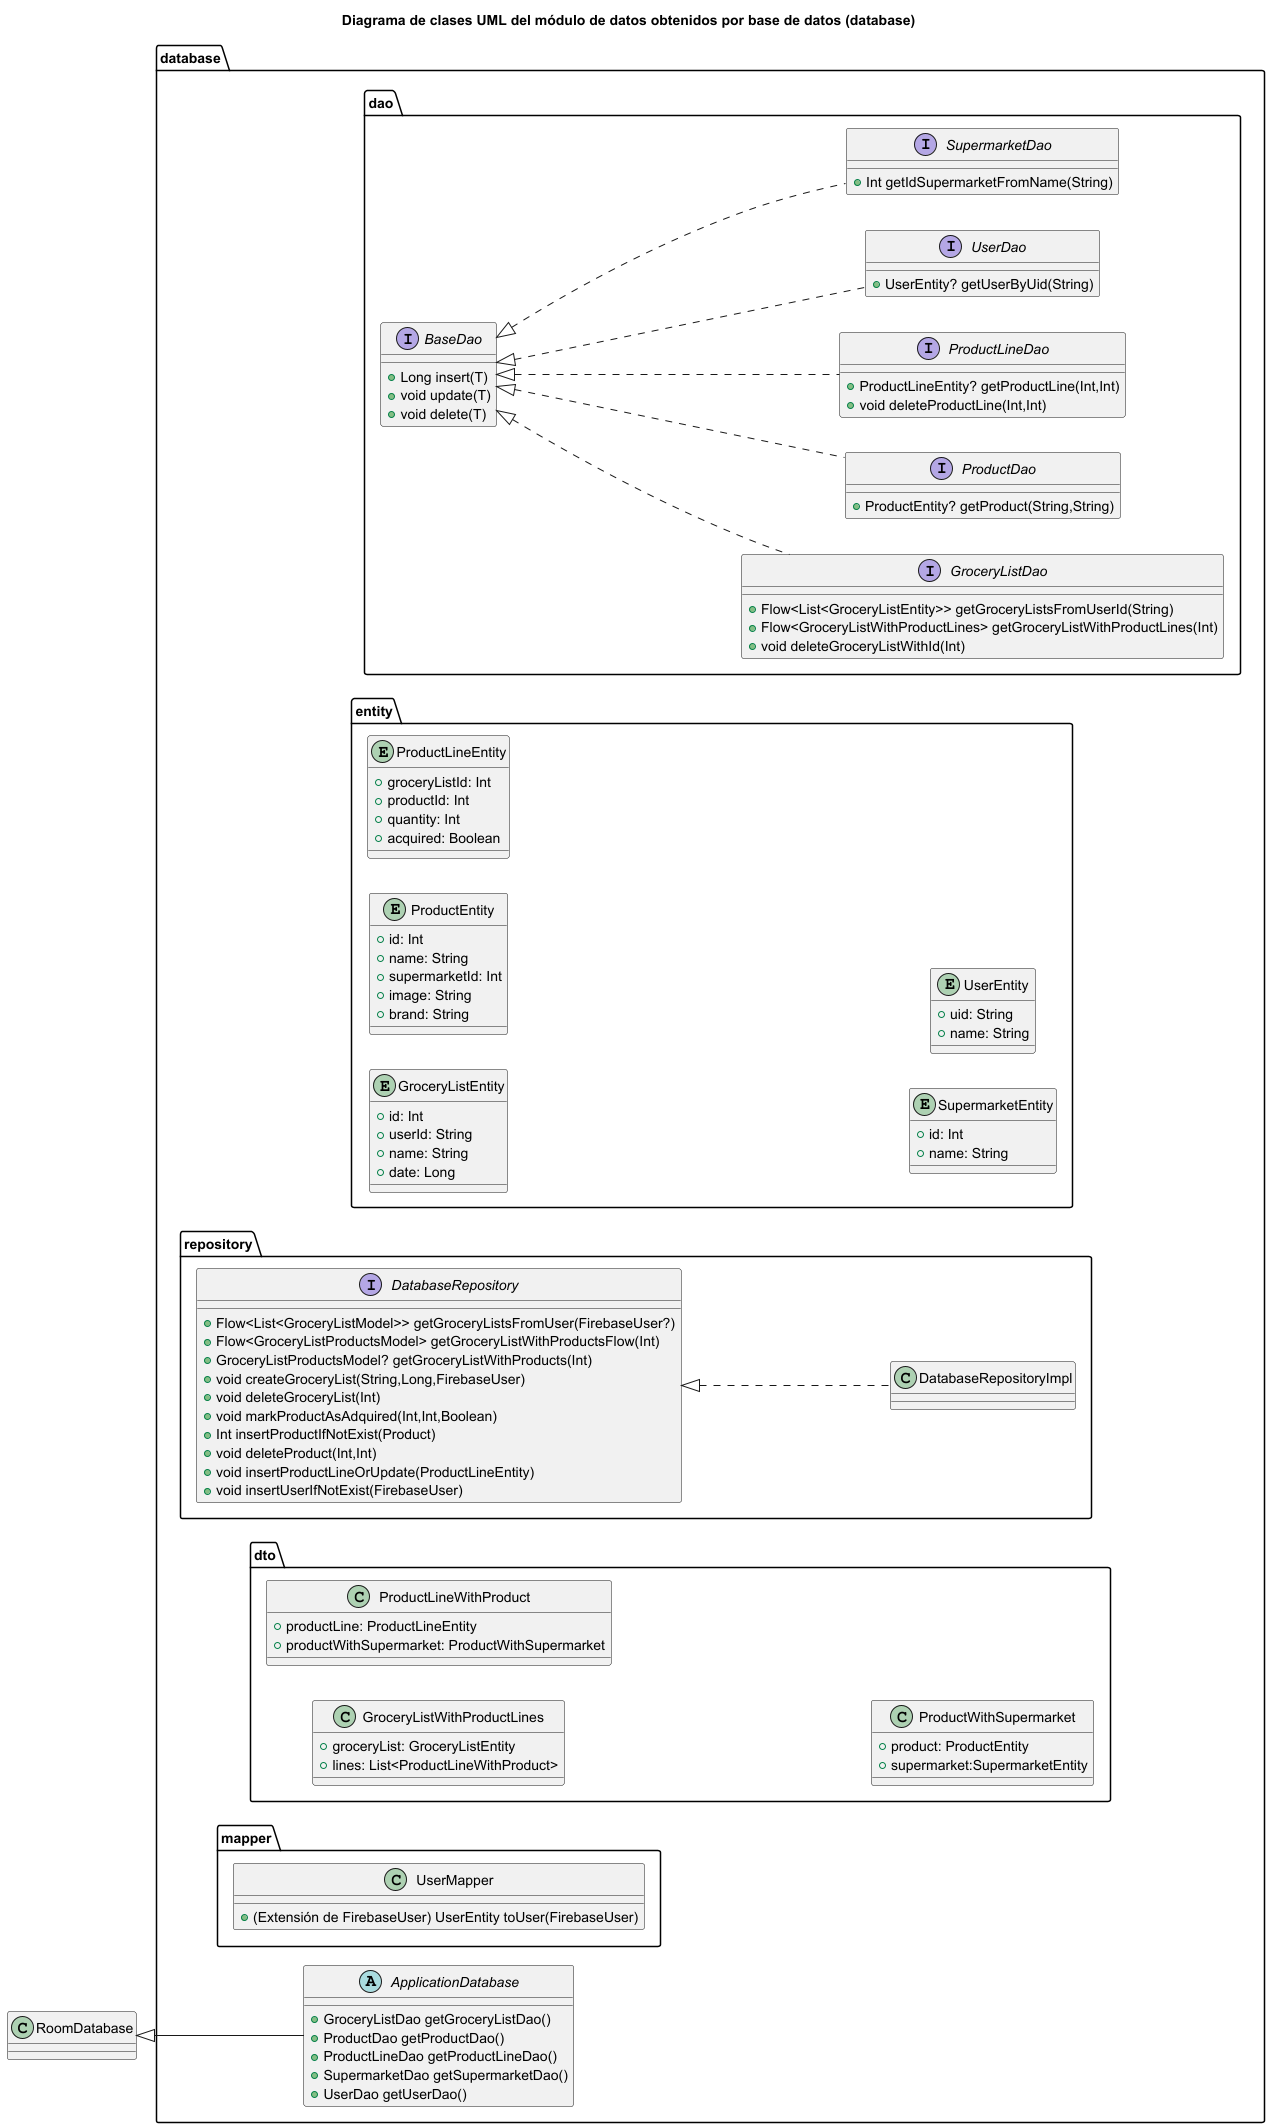 Diagrama de clases UML del módulo de datos obtenidos por base de datos (database)
database
dao
I SupermarketDao
Int getIdSupermarketFromName(String)
I UserDao
UserEntity? getUserByUid(String)
I BaseDao
Long insert(T)
void update(T)
void delete(T)
I ProductLineDao
ProductLineEntity? getProductLine(Int,Int)
void deleteProductLine(Int,Int)
I ProductDao
ProductEntity? getProduct(String,String)
I GroceryListDao
Flow<List<GroceryListEntity>> getGroceryListsFromUserId(String)
Flow<GroceryListWithProductLines> getGroceryListWithProductLines(Int)
void deleteGroceryListWithId(Int)
entity
E ProductLineEntity
groceryListId: Int
productId: Int
quantity: Int
acquired: Boolean
E ProductEntity
id: Int
name: String
supermarketId: Int
image: String
brand: String
E UserEntity
uid: String
name: String
E GroceryListEntity
id: Int
userId: String
name: String
date: Long
E SupermarketEntity
id: Int
name: String
repository
I DatabaseRepository
Flow<List<GroceryListModel>> getGroceryListsFromUser(FirebaseUser?)
Flow<GroceryListProductsModel> getGroceryListWithProductsFlow(Int)
GroceryListProductsModel? getGroceryListWithProducts(Int)
void createGroceryList(String,Long,FirebaseUser)
void deleteGroceryList(Int)
void markProductAsAdquired(Int,Int,Boolean)
Int insertProductIfNotExist(Product)
void deleteProduct(Int,Int)
void insertProductLineOrUpdate(ProductLineEntity)
void insertUserIfNotExist(FirebaseUser)
C DatabaseRepositoryImpl
dto
C ProductLineWithProduct
productLine: ProductLineEntity
productWithSupermarket: ProductWithSupermarket
C GroceryListWithProductLines
groceryList: GroceryListEntity
lines: List<ProductLineWithProduct>
C ProductWithSupermarket
product: ProductEntity
supermarket:SupermarketEntity
mapper
C UserMapper
(Extensión de FirebaseUser) UserEntity toUser(FirebaseUser)
A ApplicationDatabase
GroceryListDao getGroceryListDao()
ProductDao getProductDao()
ProductLineDao getProductLineDao()
SupermarketDao getSupermarketDao()
UserDao getUserDao()
C RoomDatabase